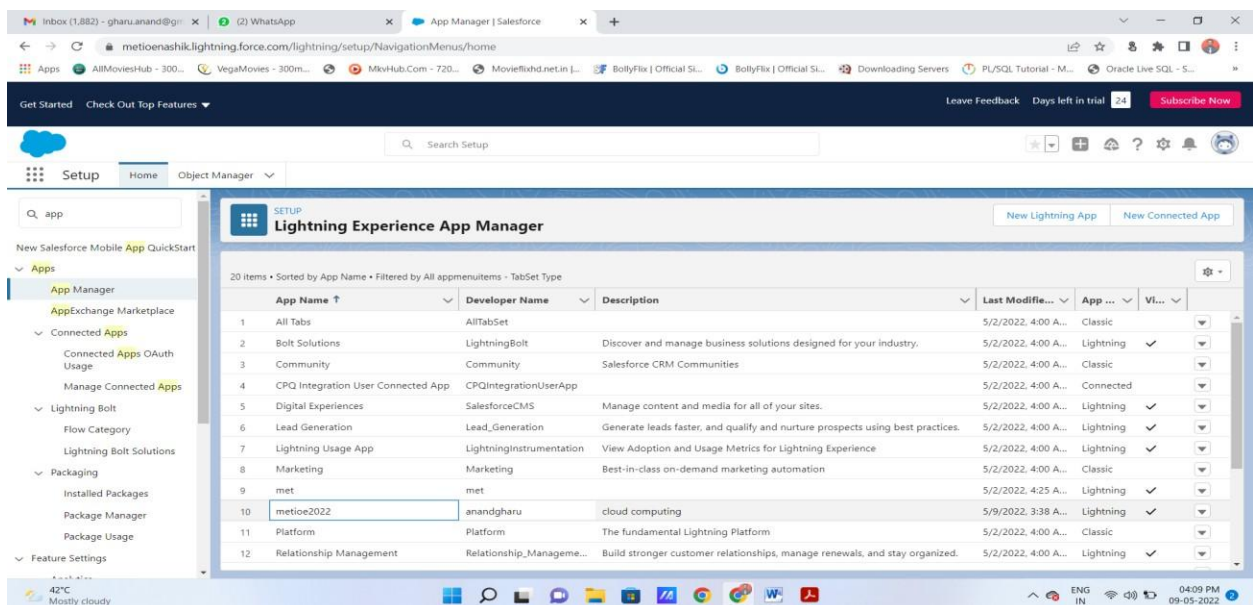 Inbox (1,882) - gharu.anand@gm
(2) WhatsApp
App Manager | Salesforce
metioenashik.lightning.force.com/lightning/setup/NavigationMenus/home
Apps AllMoviesHub - 300... VegaMovies - 300m... MkvHub.Com - 720... Movieflixhd.net.in |... BollyFlix | Official Si... BollyFlix | Official Si... Downloading Servers PL/SQL Tutorial - M... Oracle Live SQL - S...
Get Started Check Out Top Features Leave Feedback Days left in trial 24 Subscribe Now
Search Setup
Setup Home Object Manager
app
New Salesforce Mobile App QuickStart
Apps
App Manager
AppExchange Marketplace
Connected Apps
Connected Apps OAuth
Usage
Manage Connected Apps
Lightning Bolt
Flow Category
Lightning Bolt Solutions
Packaging
Installed Packages
Package Manager
Package Usage
Feature Settings
SETUP
Lightning Experience App Manager
New Lightning App New Connected App
20 items • Sorted by App Name • Filtered by All appmenuitems - TabSet Type
App Name ↑ Developer Name Description Last Modifie... App ... Vi...
1 All Tabs AllTabSet 5/2/2022, 4:00 A... Classic
2 Bolt Solutions LightningBolt Discover and manage business solutions designed for your industry. 5/2/2022, 4:00 A... Lightning
3 Community Community Salesforce CRM Communities 5/2/2022, 4:00 A... Classic
4 CPQ Integration User Connected App CPQIntegrationUserApp 5/2/2022, 4:00 A... Connected
5 Digital Experiences SalesforceCMS Manage content and media for all of your sites. 5/2/2022, 4:00 A... Lightning
6 Lead Generation Lead_Generation Generate leads faster, and qualify and nurture prospects using best practices. 5/2/2022, 4:00 A... Lightning
7 Lightning Usage App LightningInstrumentation View Adoption and Usage Metrics for Lightning Experience 5/2/2022, 4:00 A... Lightning
8 Marketing Marketing Best-in-class on-demand marketing automation 5/2/2022, 4:00 A... Classic
9 met met 5/2/2022, 4:25 A... Lightning
10 metioe2022 anandgharu cloud computing 5/9/2022, 3:38 A... Lightning
11 Platform Platform The fundamental Lightning Platform 5/2/2022, 4:00 A... Classic
12 Relationship Management Relationship_Manageme... Build stronger customer relationships, manage renewals, and stay organized. 5/2/2022, 4:00 A... Lightning
42°C
Mostly cloudy
ENG
IN
04:09 PM
09-05-2022
2